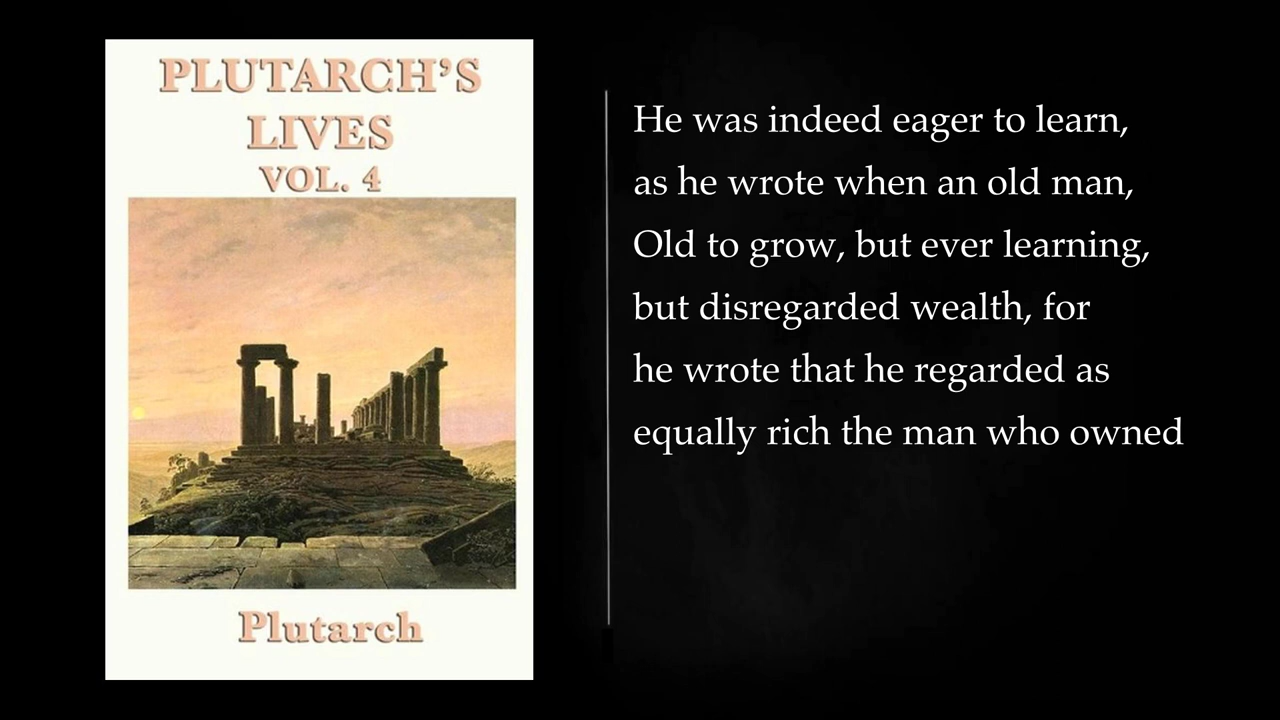 PLUTARCH'S
LIVES
VOL. 4
Plutarch
He was indeed eager to learn,
as he wrote when an old man,
Old to grow, but ever learning,
but disregarded wealth, for
he wrote that he regarded as
equally rich the man who owned